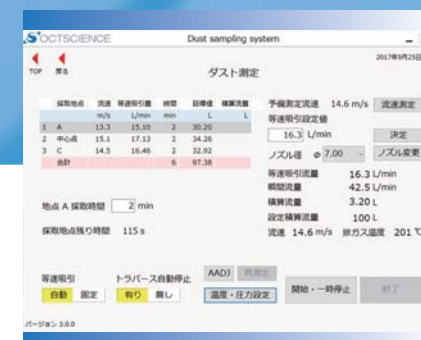 OCTSCIENCE Dust sampling system
2017年9月25日
TOP 戻る ダスト測定
採取地点 流速 等速吸引量 時間 目標値 積算流量
m/s L/min min L L
1 A 13.3 15.10 2 30.20
2 中心点 15.1 17.13 2 34.26
3 C 14.5 16.46 2 32.92
合計 6 97.38
予備測定流速 14.6 m/s 流速測定
等速吸引設定値
16.3 L/min 決定
ノズル径 φ 7.00 ノズル変更
等速吸引流量 16.3 L/min
瞬間流量 42.5 L/min
積算流量 3.20 L
設定積算流量 100 L
流速 14.6 m/s 排ガス温度 201 ℃
地点 A 採取時間 2 min
採取地点残り時間 115 s
等速吸引 トラバース自動停止
自動 固定 有り 無し
AADJ 再測定
温度・圧力設定 開始・一時停止 終了
バージョン 3.0.0